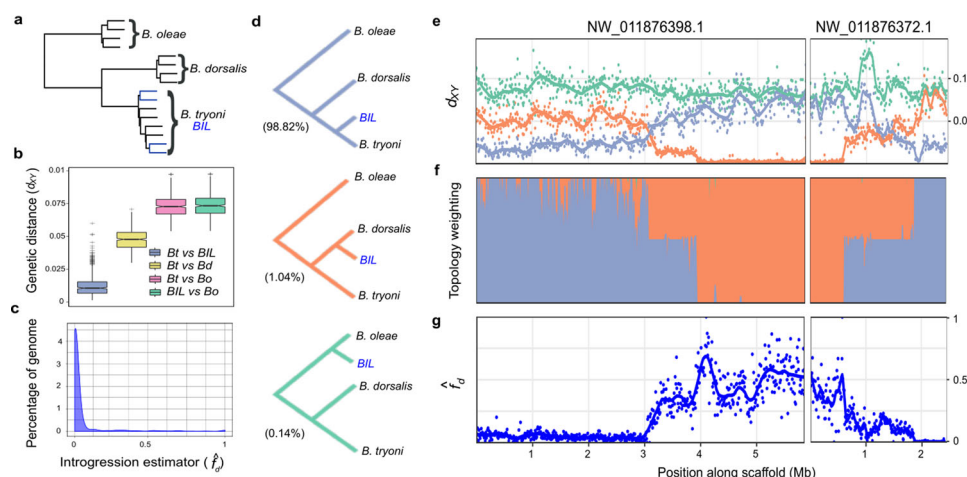 a
B. oleae
B. dorsalis
B. tryoni
BIL
b
Genetic distance (dXY)
0.01
0.075
0.05
0.025
0
Bt vs BIL
Bt vs Bd
Bt vs Bo
BIL vs Bo
c
Percentage of genome
4
3
2
1
0
0
0.5
1
Introgression estimator (f̂d)
d
B. oleae
B. dorsalis
BIL
B. tryoni
(98.82%)
B. oleae
B. dorsalis
BIL
B. tryoni
(1.04%)
B. oleae
BIL
B. dorsalis
B. tryoni
(0.14%)
e
NW_011876398.1
NW_011876372.1
dXY
0.1
0.0
f
Topology weighting
g
f̂d
1
0.5
0
1
2
3
4
5
1
2
Position along scaffold (Mb)